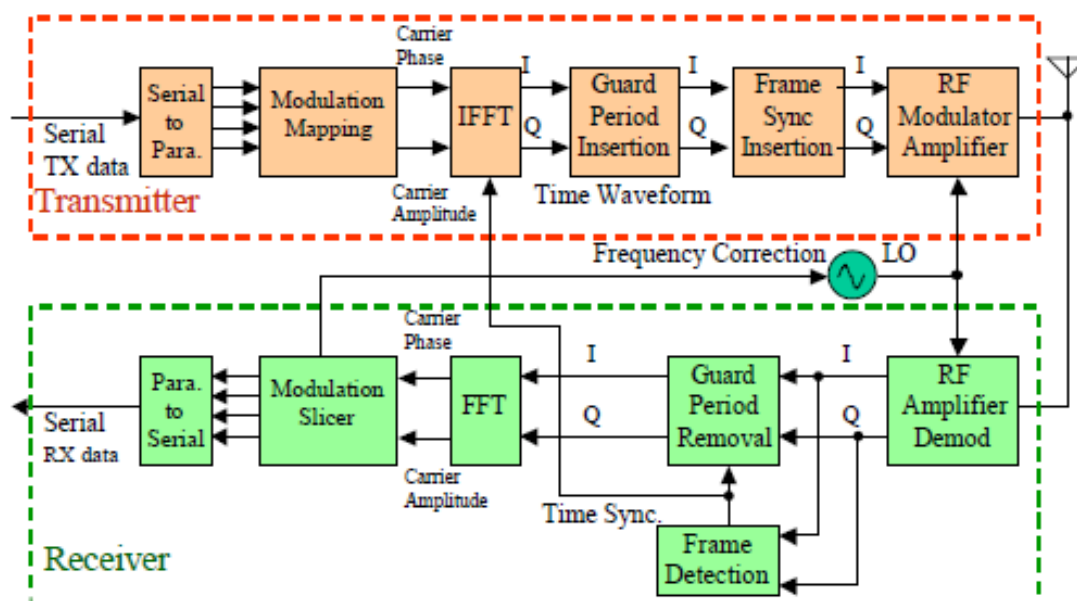 Carrier
Phase
I
I
I
Serial
to
Para.
Modulation
Mapping
IFFT
Guard
Period
Insertion
Frame
Sync
Insertion
RF
Modulator
Amplifier
Q
Q
Q
Serial
TX data
Carrier
Amplitude
Time Waveform
Transmitter
Frequency Correction
LO
Carrier
Phase
I
I
Para.
to
Serial
Modulation
Slicer
FFT
Guard
Period
Removal
RF
Amplifier
Demod
Q
Q
Serial
RX data
Carrier
Amplitude
Time Sync.
Frame
Detection
Receiver